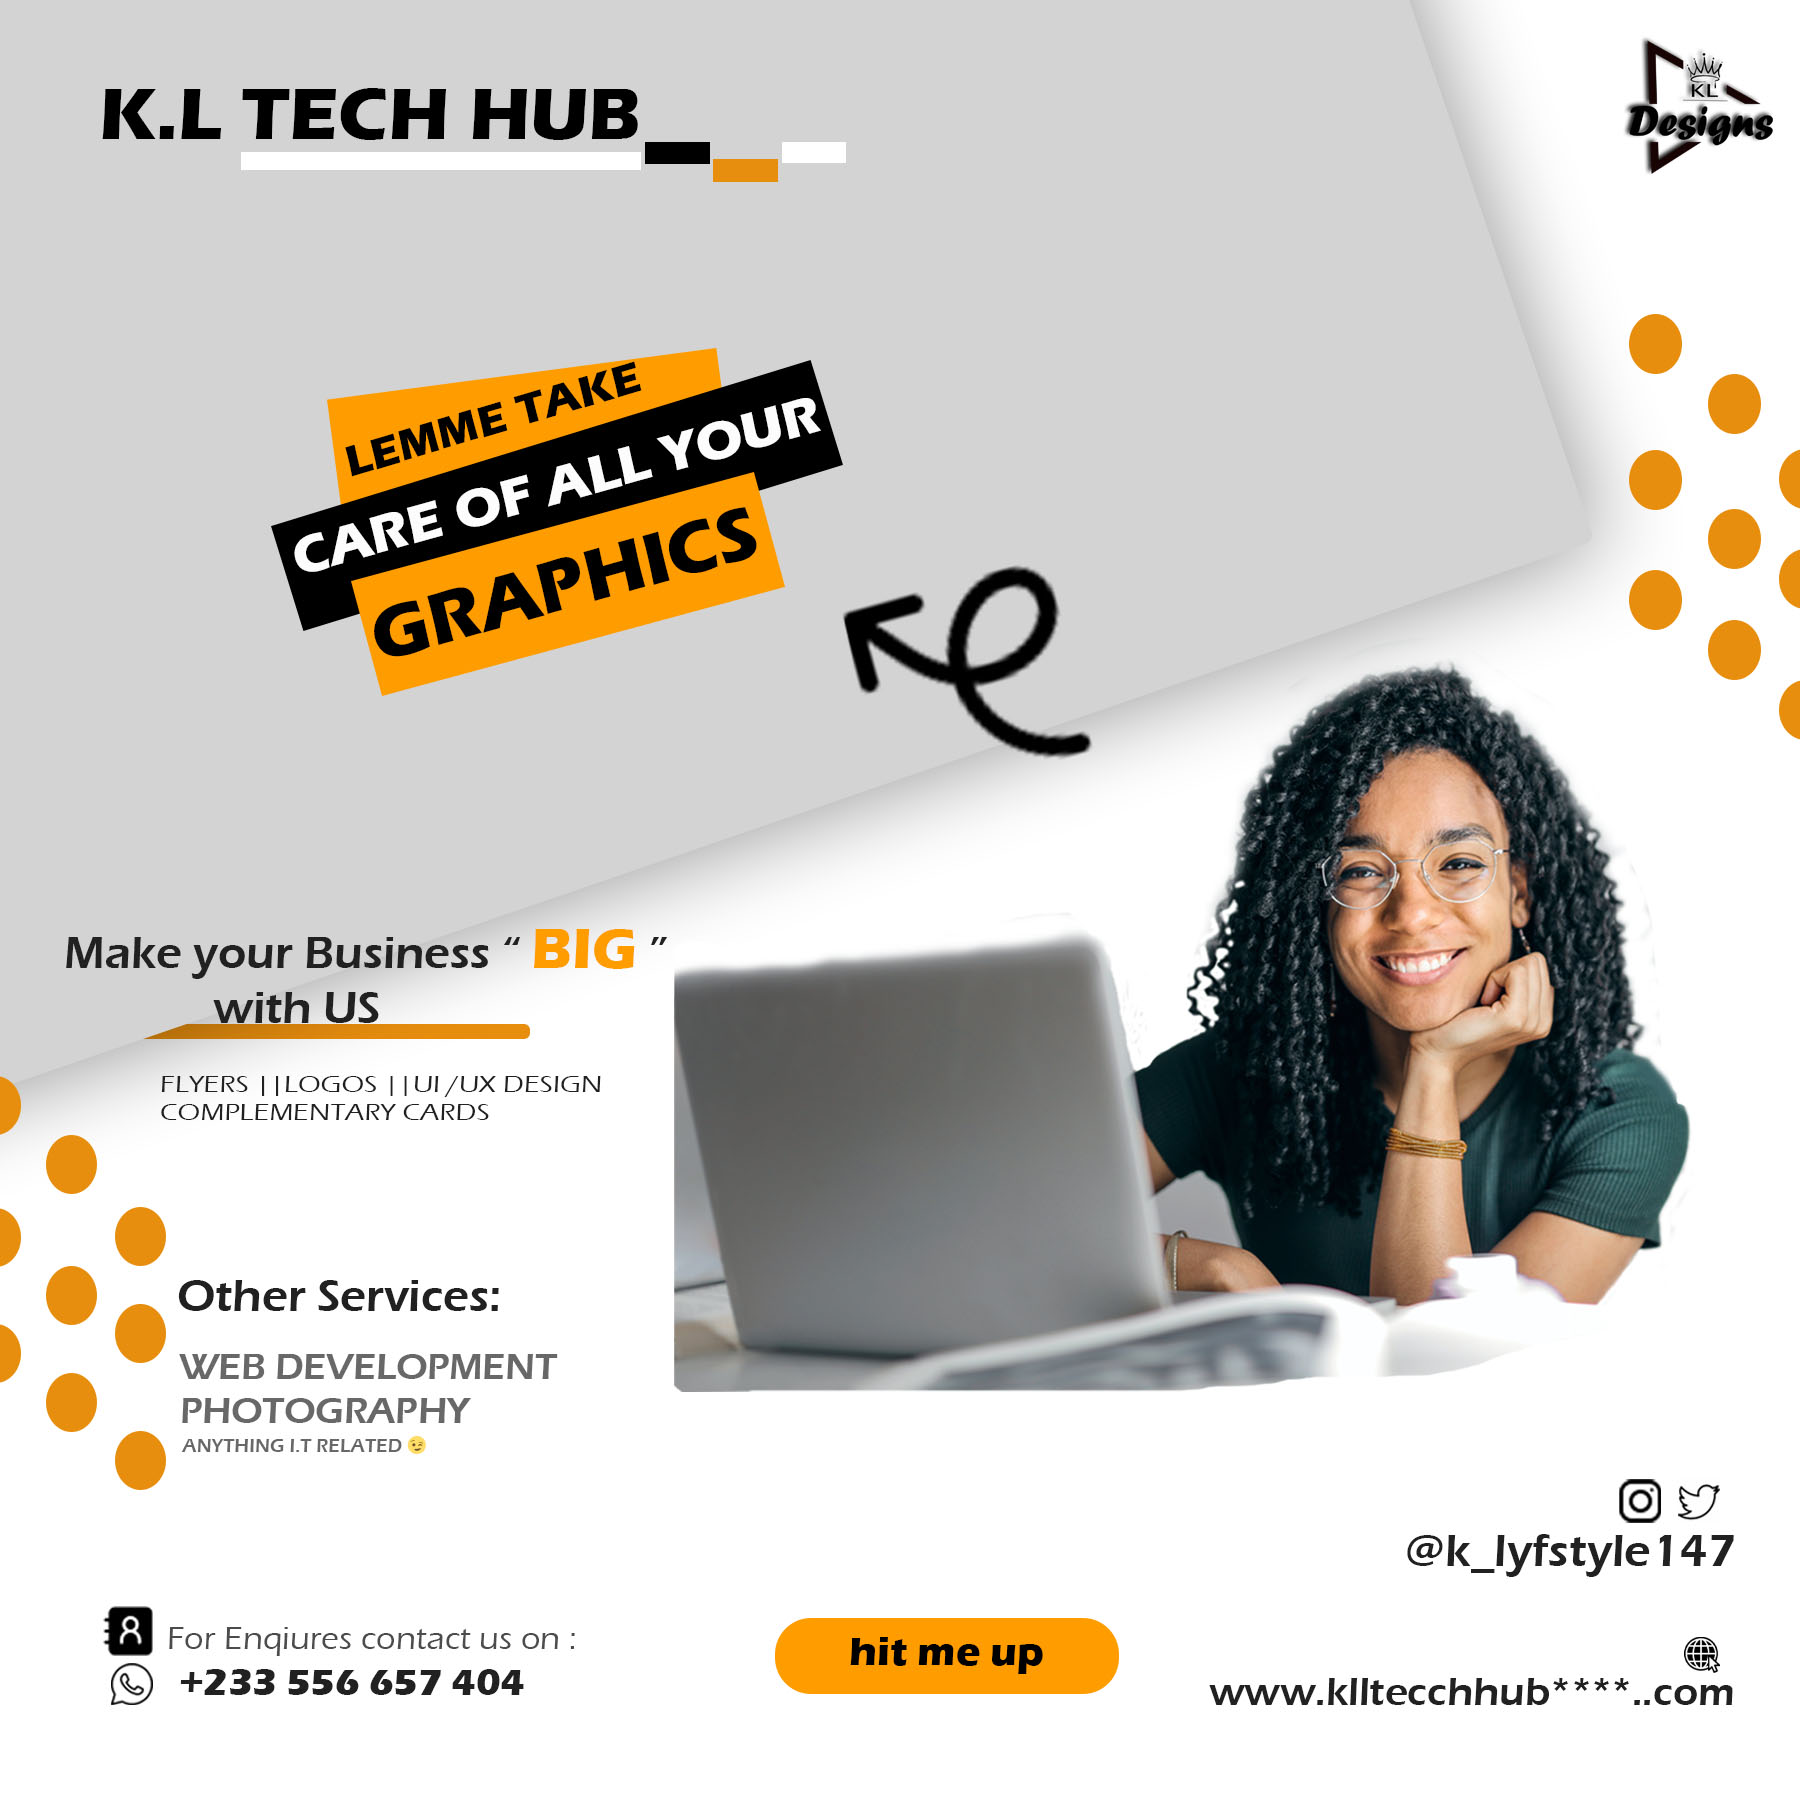 K.L TECH HUB
KL
Designs
LEMME TAKE
CARE OF ALL YOUR
GRAPHICS
Make your Business “ BIG ”
with US
FLYERS ||LOGOS ||UI /UX DESIGN
COMPLEMENTARY CARDS
Other Services:
WEB DEVELOPMENT
PHOTOGRAPHY
ANYTHING I.T RELATED 😉
@k_lyfstyle147
For Enqiures contact us on :
+233 556 657 404
hit me up
www.klltecchhub****..com